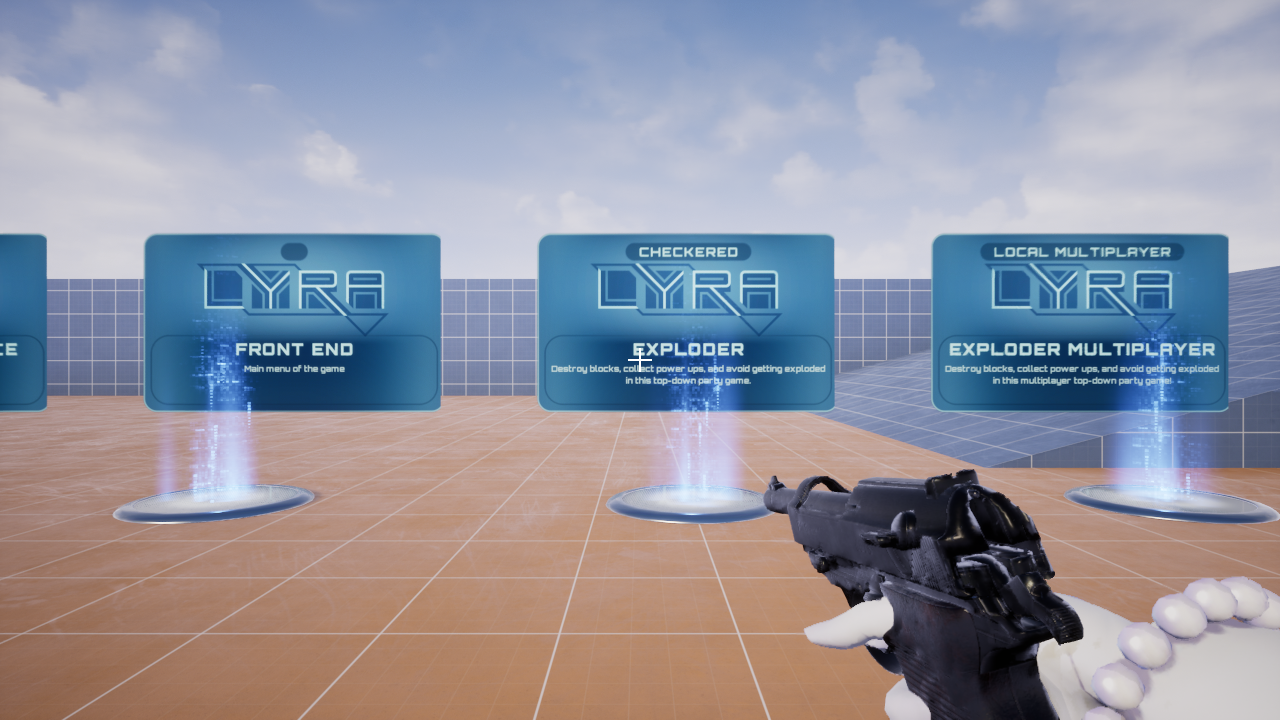 CE
LYRA
FRONT END
Main menu of the game
CHECKERED
LYRA
EXPLODER
Destroy blocks, collect power ups, and avoid getting exploded
in this top-down party game.
LOCAL MULTIPLAYER
LYRA
EXPLODER MULTIPLAYER
Destroy blocks, collect power ups, and avoid getting exploded
in this multiplayer top-down party game!